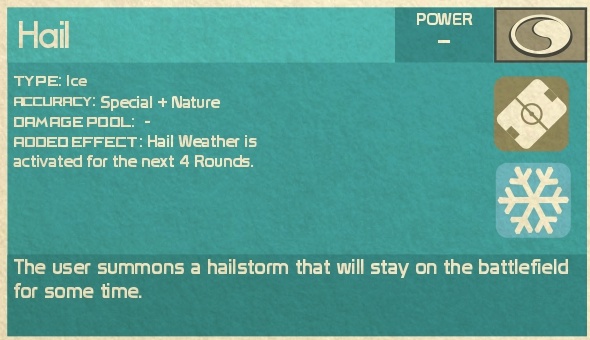 Hail
POWER
–
TYPE: Ice
ACCURACY: Special + Nature
DAMAGE POOL: -
ADDED EFFECT: Hail Weather is
activated for the next 4 Rounds.
The user summons a hailstorm that will stay on the battlefield
for some time.